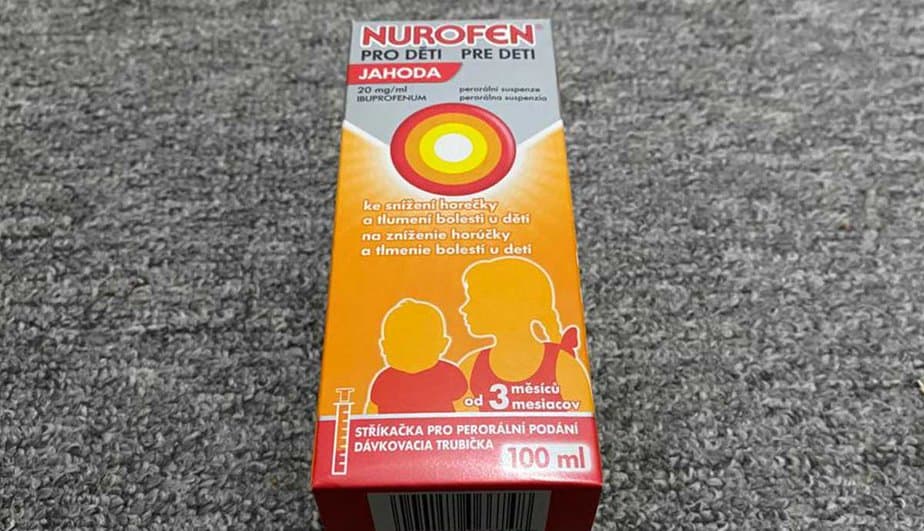 NUROFEN®
PRO DĚTI PRE DETI
JAHODA
20 mg/ml
IBUPROFENUM
perorální suspenze
perorálna suspenzia
ke snížení horečky
a tlumení bolesti u dětí
na zníženie horúčky
a tlmenie bolesti u detí
od 3 měsíců
mesiacov
STŘÍKAČKA PRO PERORÁLNÍ PODÁNÍ
DÁVKOVACIA TRUBIČKA
100 ml